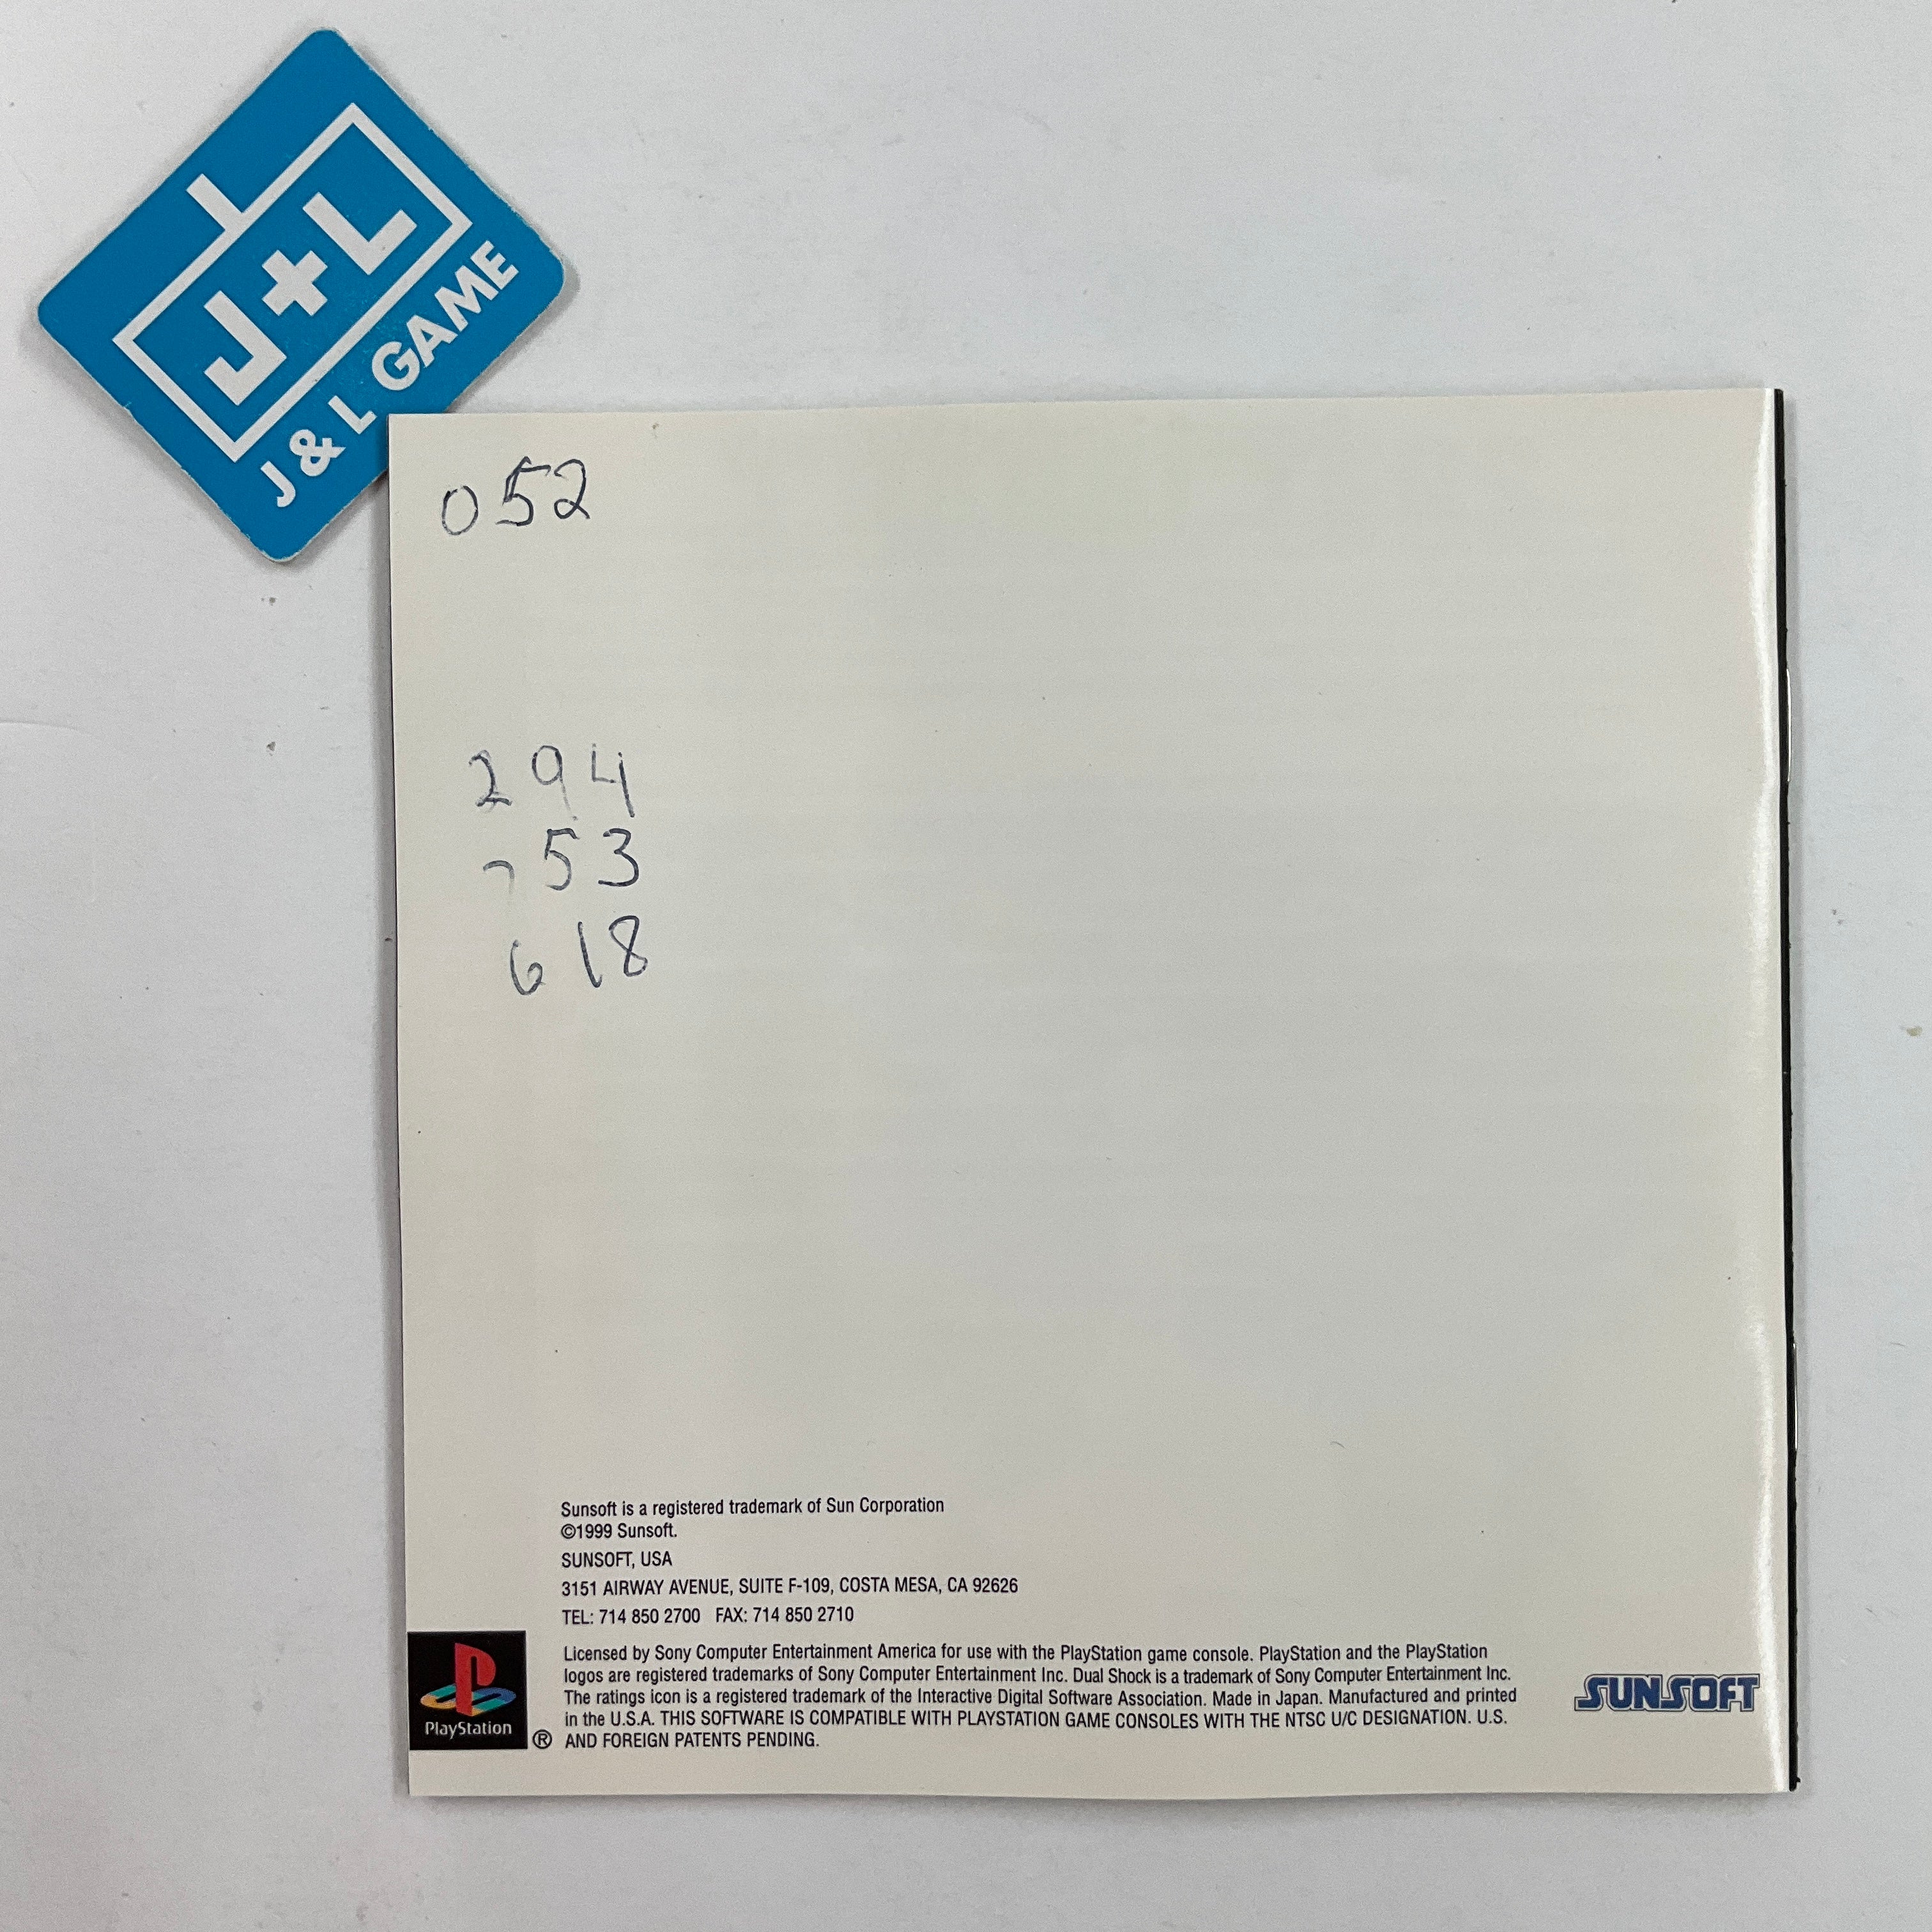 J+L
J & L GAME
052
294
753
618
Sunsoft is a registered trademark of Sun Corporation
©1999 Sunsoft.
SUNSOFT, USA
3151 AIRWAY AVENUE, SUITE F-109, COSTA MESA, CA 92626
TEL: 714 850 2700 FAX: 714 850 2710
Licensed by Sony Computer Entertainment America for use with the PlayStation game console. PlayStation and the PlayStation
logos are registered trademarks of Sony Computer Entertainment Inc. Dual Shock is a trademark of Sony Computer Entertainment Inc.
The ratings icon is a registered trademark of the Interactive Digital Software Association. Made in Japan. Manufactured and printed
in the U.S.A. THIS SOFTWARE IS COMPATIBLE WITH PLAYSTATION GAME CONSOLES WITH THE NTSC U/C DESIGNATION. U.S.
AND FOREIGN PATENTS PENDING.
PlayStation
®
SUNSOFT